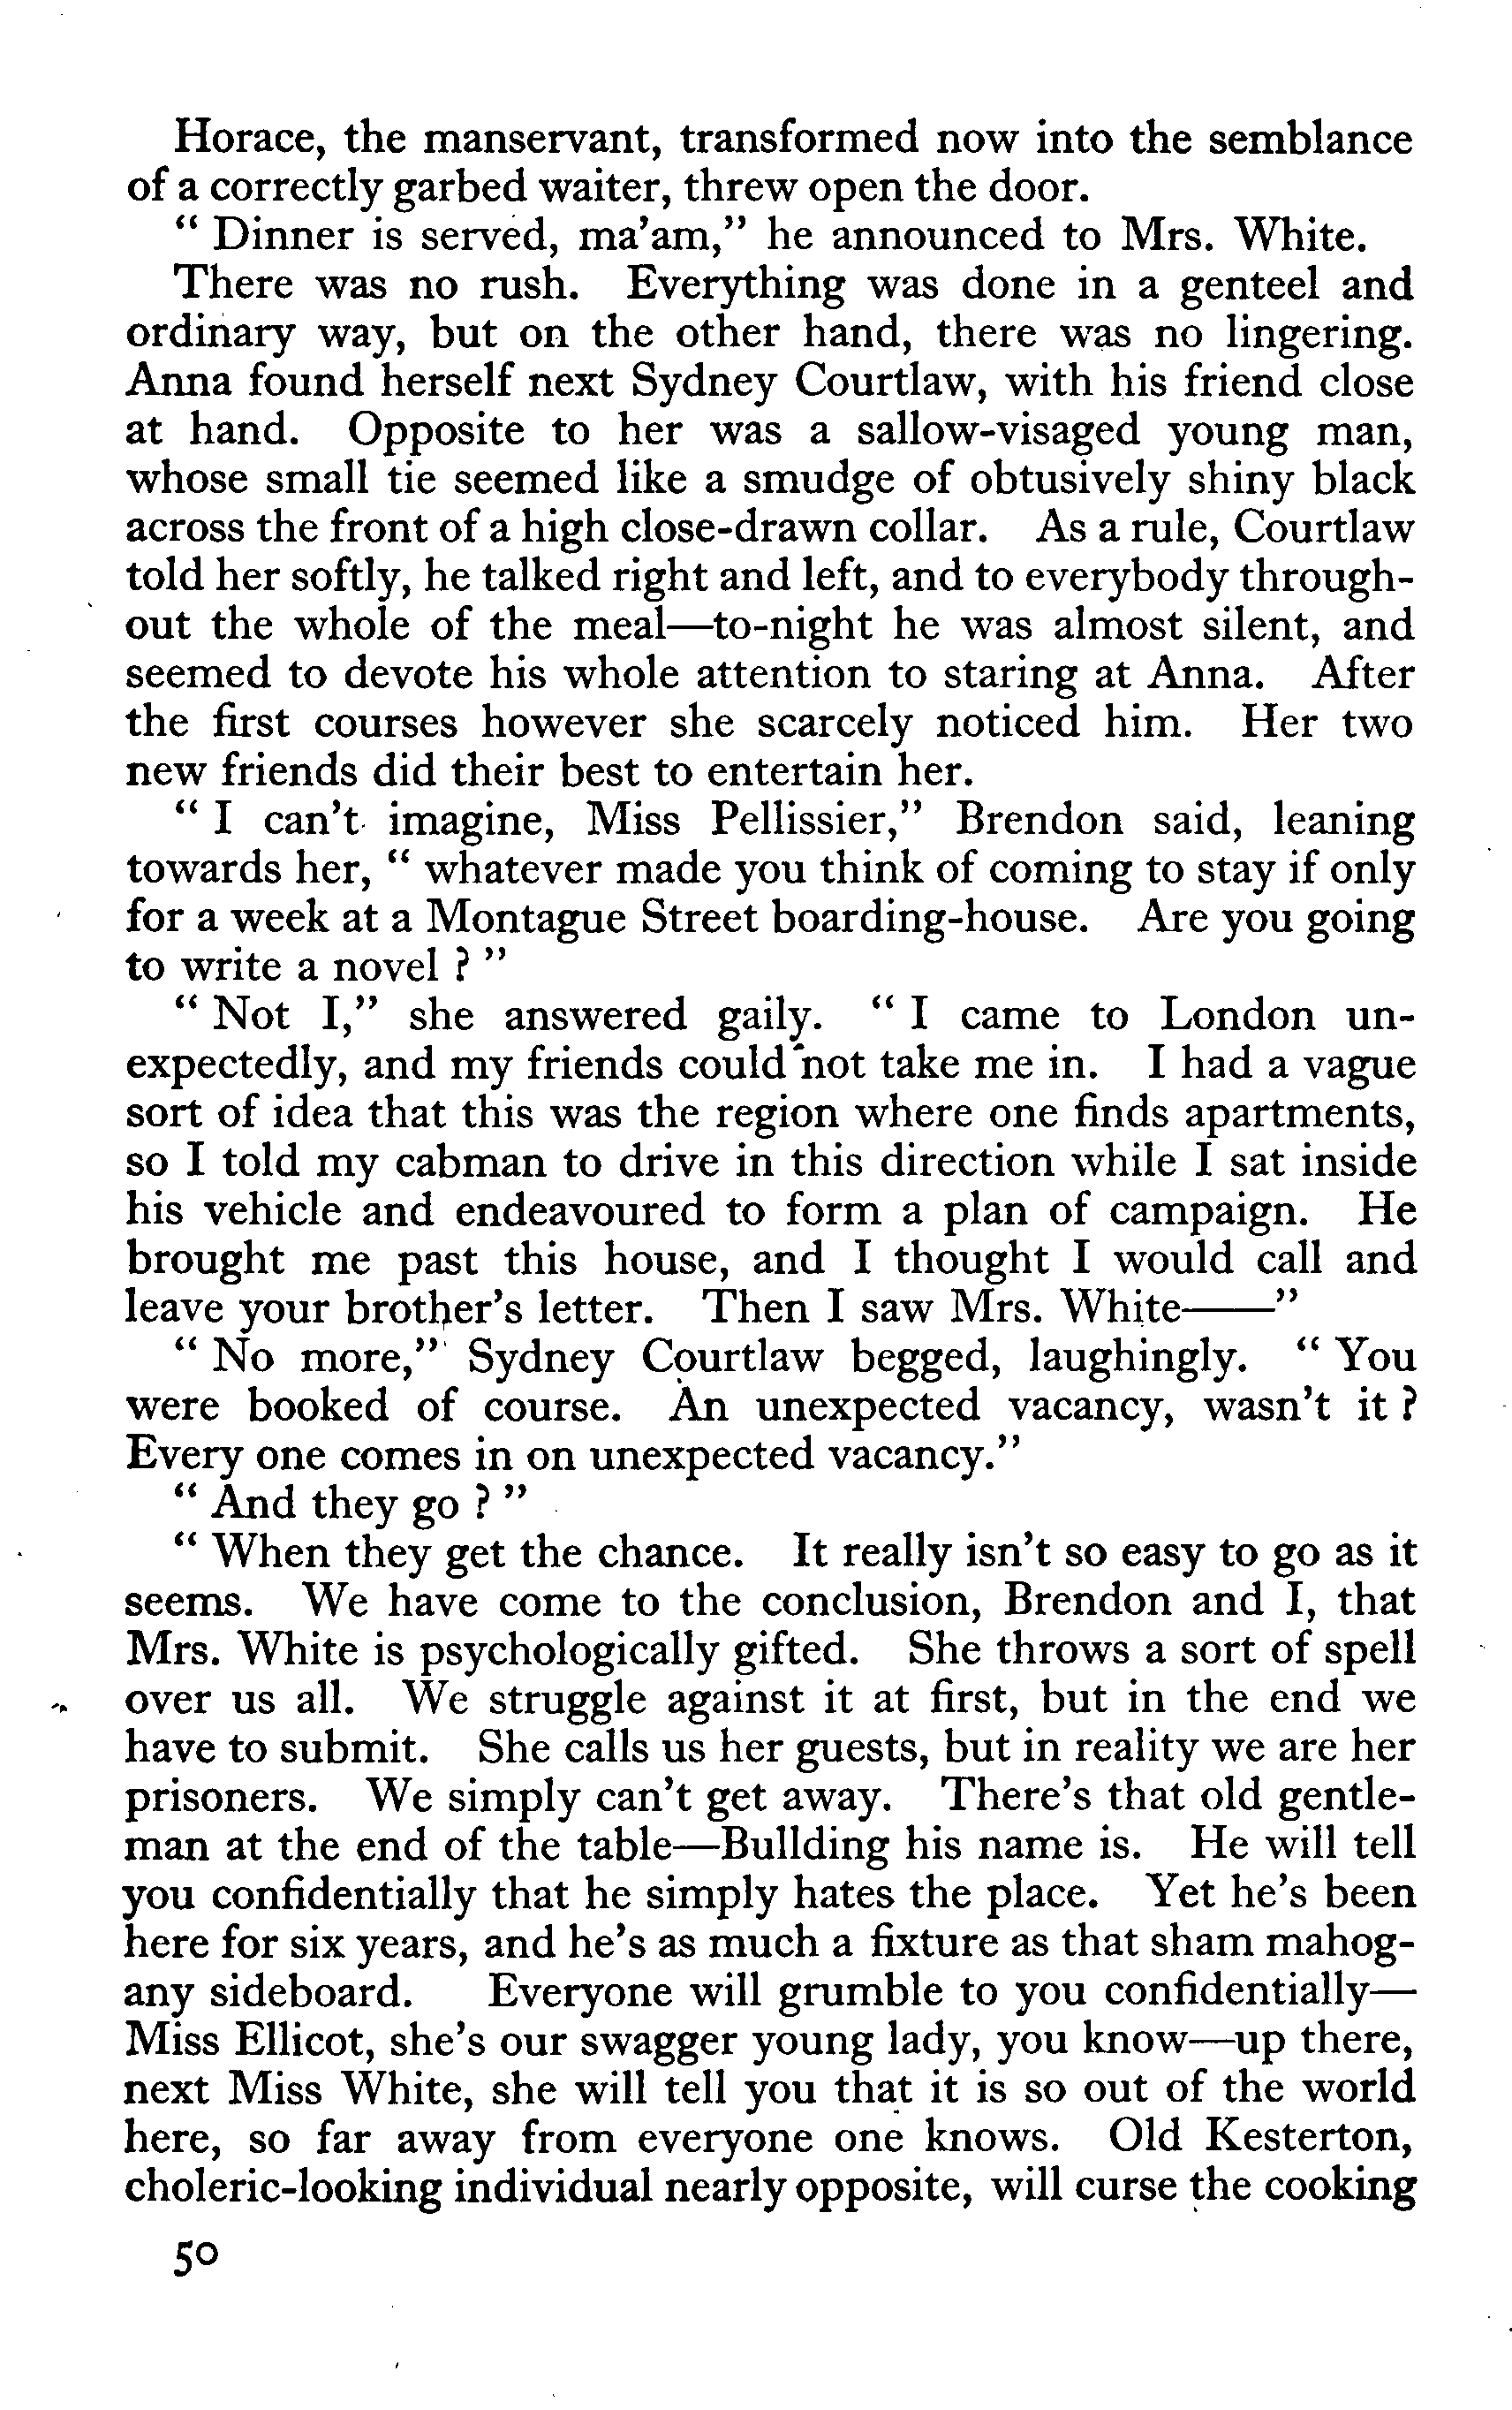 Horace, the manservant, transformed now into the semblance
of a correctly garbed waiter, threw open the door.
" Dinner is served, ma'am," he announced to Mrs. White.
There was no rush. Everything was done in a genteel and
ordinary way, but on the other hand, there was no lingering.
Anna found herself next Sydney Courtlaw, with his friend close
at hand. Opposite to her was a sallow-visaged young man,
whose small tie seemed like a smudge of obtusively shiny black
across the front of a high close-drawn collar. As a rule, Courtlaw
told her softly, he talked right and left, and to everybody through-
out the whole of the meal—to-night he was almost silent, and
seemed to devote his whole attention to staring at Anna. After
the first courses however she scarcely noticed him. Her two
new friends did their best to entertain her.
" I can't imagine, Miss Pellissier," Brendon said, leaning
towards her, " whatever made you think of coming to stay if only
for a week at a Montague Street boarding-house. Are you going
to write a novel ? "
" Not I," she answered gaily. " I came to London un-
expectedly, and my friends could not take me in. I had a vague
sort of idea that this was the region where one finds apartments,
so I told my cabman to drive in this direction while I sat inside
his vehicle and endeavoured to form a plan of campaign. He
brought me past this house, and I thought I would call and
leave your brother's letter. Then I saw Mrs. White——"
" No more," Sydney Courtlaw begged, laughingly. " You
were booked of course. An unexpected vacancy, wasn't it ?
Every one comes in on unexpected vacancy."
" And they go ? "
" When they get the chance. It really isn't so easy to go as it
seems. We have come to the conclusion, Brendon and I, that
Mrs. White is psychologically gifted. She throws a sort of spell
over us all. We struggle against it at first, but in the end we
have to submit. She calls us her guests, but in reality we are her
prisoners. We simply can't get away. There's that old gentle-
man at the end of the table—Bullding his name is. He will tell
you confidentially that he simply hates the place. Yet he's been
here for six years, and he's as much a fixture as that sham mahog-
any sideboard. Everyone will grumble to you confidentially—
Miss Ellicot, she's our swagger young lady, you know—up there,
next Miss White, she will tell you that it is so out of the world
here, so far away from everyone one knows. Old Kesterton,
choleric-looking individual nearly opposite, will curse the cooking
50